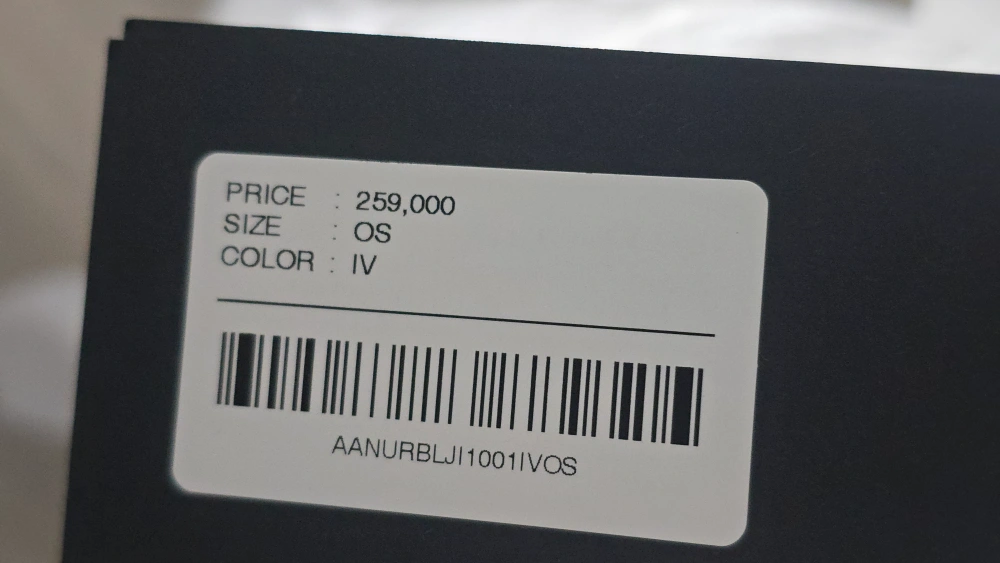 PRICE : 259,000
SIZE : OS
COLOR : IV
AANURBLJI1001IVOS